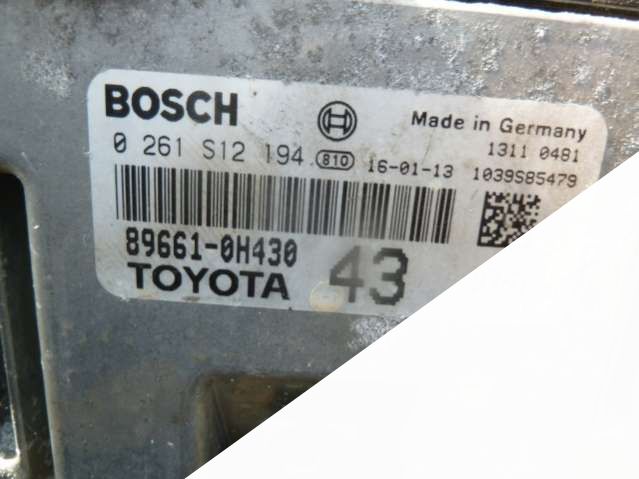 BOSCH
Made in Germany
1311 0481
0 261 S12 194 810 16-01-13 1039S85479
89661-0H430
TOYOTA 43